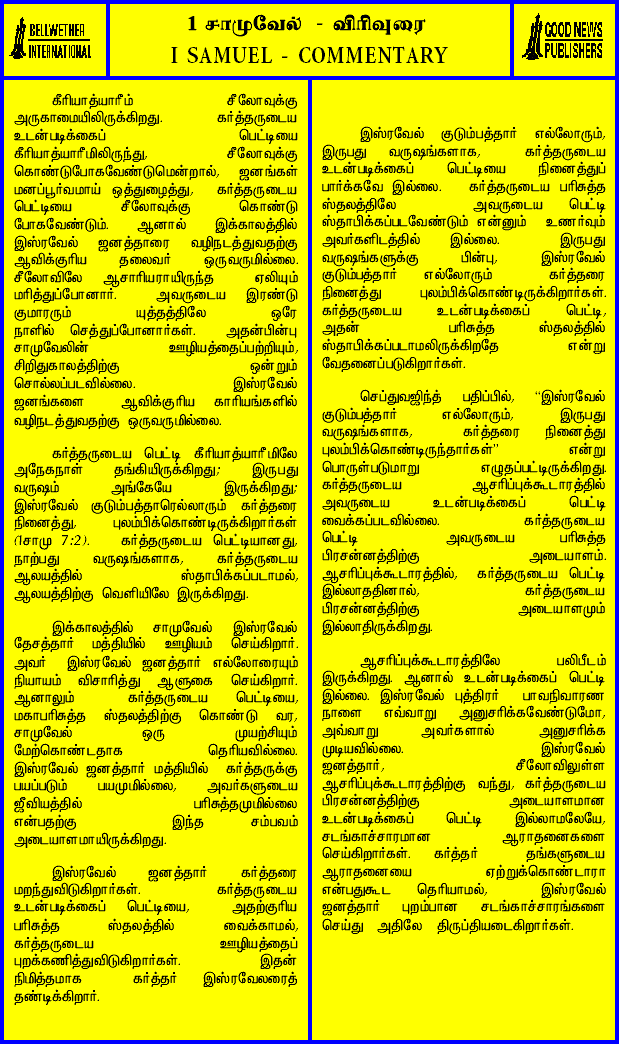 BELLWETHER
INTERNATIONAL
1 சாமுவேல் - விரிவுரை
I SAMUEL - COMMENTARY
GOOD NEWS
PUBLISHERS
கீரியாத்யாரீம் சீலோவுக்கு
அருகாமையிலிருக்கிறது. கர்த்தருடைய
உடன்படிக்கைப் பெட்டியை
கீரியாத்யாரீமிலிருந்து, சீலோவுக்கு
கொண்டுபோகவேண்டுமென்றால், ஜனங்கள்
மனப்பூர்வமாய் ஒத்துழைத்து, கர்த்தருடைய
பெட்டியை சீலோவுக்கு கொண்டு
போகவேண்டும். ஆனால் இக்காலத்தில்
இஸ்ரவேல் ஜனத்தாரை வழிநடத்துவதற்கு
ஆவிக்குரிய தலைவர் ஒருவருமில்லை.
சீலோவிலே ஆசாரியராயிருந்த ஏலியும்
மரித்துப்போனார். அவருடைய இரண்டு
குமாரரும் யுத்தத்திலே ஒரே
நாளில் செத்துப்போனார்கள். அதன்பின்பு
சாமுவேலின் ஊழியத்தைப்பற்றியும்,
சிறிதுகாலத்திற்கு ஒன்றும்
சொல்லப்படவில்லை. இஸ்ரவேல்
ஜனங்களை ஆவிக்குரிய காரியங்களில்
வழிநடத்துவதற்கு ஒருவருமில்லை.
கர்த்தருடைய பெட்டி கீரியாத்யாரீமிலே
அநேகநாள் தங்கியிருக்கிறது; இருபது
வருஷம் அங்கேயே இருக்கிறது;
இஸ்ரவேல் குடும்பத்தாரெல்லாரும் கர்த்தரை
நினைத்து, புலம்பிக்கொண்டிருக்கிறார்கள்
(1சாமு 7:2). கர்த்தருடைய பெட்டியானது,
நாற்பது வருஷங்களாக, கர்த்தருடைய
ஆலயத்தில் ஸ்தாபிக்கப்படாமல்,
ஆலயத்திற்கு வெளியிலே இருக்கிறது.
இக்காலத்தில் சாமுவேல் இஸ்ரவேல்
தேசத்தார் மத்தியில் ஊழியம் செய்கிறார்.
அவர் இஸ்ரவேல் ஜனத்தார் எல்லோரையும்
நியாயம் விசாரித்து ஆளுகை செய்கிறார்.
ஆனாலும் கர்த்தருடைய பெட்டியை,
மகாபரிசுத்த ஸ்தலத்திற்கு கொண்டு வர,
சாமுவேல் ஒரு முயற்சியும்
மேற்கொண்டதாக தெரியவில்லை.
இஸ்ரவேல் ஜனத்தார் மத்தியில் கர்த்தருக்கு
பயப்படும் பயமுமில்லை, அவர்களுடைய
ஜீவியத்தில் பரிசுத்தமுமில்லை
என்பதற்கு இந்த சம்பவம்
அடையாளமாயிருக்கிறது.
இஸ்ரவேல் ஜனத்தார் கர்த்தரை
மறந்துவிடுகிறார்கள். கர்த்தருடைய
உடன்படிக்கைப் பெட்டியை, அதற்குரிய
பரிசுத்த ஸ்தலத்தில் வைக்காமல்,
கர்த்தருடைய ஊழியத்தைப்
புறக்கணித்துவிடுகிறார்கள். இதன்
நிமித்தமாக கர்த்தர் இஸ்ரவேலரைத்
தண்டிக்கிறார்.
இஸ்ரவேல் குடும்பத்தார் எல்லோரும்,
இருபது வருஷங்களாக, கர்த்தருடைய
உடன்படிக்கைப் பெட்டியை நினைத்துப்
பார்க்கவே இல்லை. கர்த்தருடைய பரிசுத்த
ஸ்தலத்திலே அவருடைய பெட்டி
ஸ்தாபிக்கப்படவேண்டும் என்னும் உணர்வும்
அவர்களிடத்தில் இல்லை. இருபது
வருஷங்களுக்கு பின்பு, இஸ்ரவேல்
குடும்பத்தார் எல்லோரும் கர்த்தரை
நினைத்து புலம்பிக்கொண்டிருக்கிறார்கள்.
கர்த்தருடைய உடன்படிக்கைப் பெட்டி,
அதன் பரிசுத்த ஸ்தலத்தில்
ஸ்தாபிக்கப்படாமலிருக்கிறதே என்று
வேதனைப்படுகிறார்கள்.
செப்துவஜிந்த் பதிப்பில், “இஸ்ரவேல்
குடும்பத்தார் எல்லோரும், இருபது
வருஷங்களாக, கர்த்தரை நினைத்து
புலம்பிக்கொண்டிருந்தார்கள்” என்று
பொருள்படுமாறு எழுதப்பட்டிருக்கிறது.
கர்த்தருடைய ஆசரிப்புக்கூடாரத்தில்
அவருடைய உடன்படிக்கைப் பெட்டி
வைக்கப்படவில்லை. கர்த்தருடைய
பெட்டி அவருடைய பரிசுத்த
பிரசன்னத்திற்கு அடையாளம்.
ஆசரிப்புக்கூடாரத்தில், கர்த்தருடைய பெட்டி
இல்லாததினால், கர்த்தருடைய
பிரசன்னத்திற்கு அடையாளமும்
இல்லாதிருக்கிறது.
ஆசரிப்புக்கூடாரத்திலே பலிபீடம்
இருக்கிறது. ஆனால் உடன்படிக்கைப் பெட்டி
இல்லை. இஸ்ரவேல் புத்திரர் பாவநிவாரண
நாளை எவ்வாறு அனுசரிக்கவேண்டுமோ,
அவ்வாறு அவர்களால் அனுசரிக்க
முடியவில்லை. இஸ்ரவேல்
ஜனத்தார், சீலோவிலுள்ள
ஆசரிப்புக்கூடாரத்திற்கு வந்து, கர்த்தருடைய
பிரசன்னத்திற்கு அடையாளமான
உடன்படிக்கைப் பெட்டி இல்லாமலேயே,
சடங்காச்சாரமான ஆராதனைகளை
செய்கிறார்கள். கர்த்தர் தங்களுடைய
ஆராதனையை ஏற்றுக்கொண்டாரா
என்பதுகூட தெரியாமல், இஸ்ரவேல்
ஜனத்தார் புறம்பான சடங்காச்சாரங்களை
செய்து அதிலே திருப்தியடைகிறார்கள்.